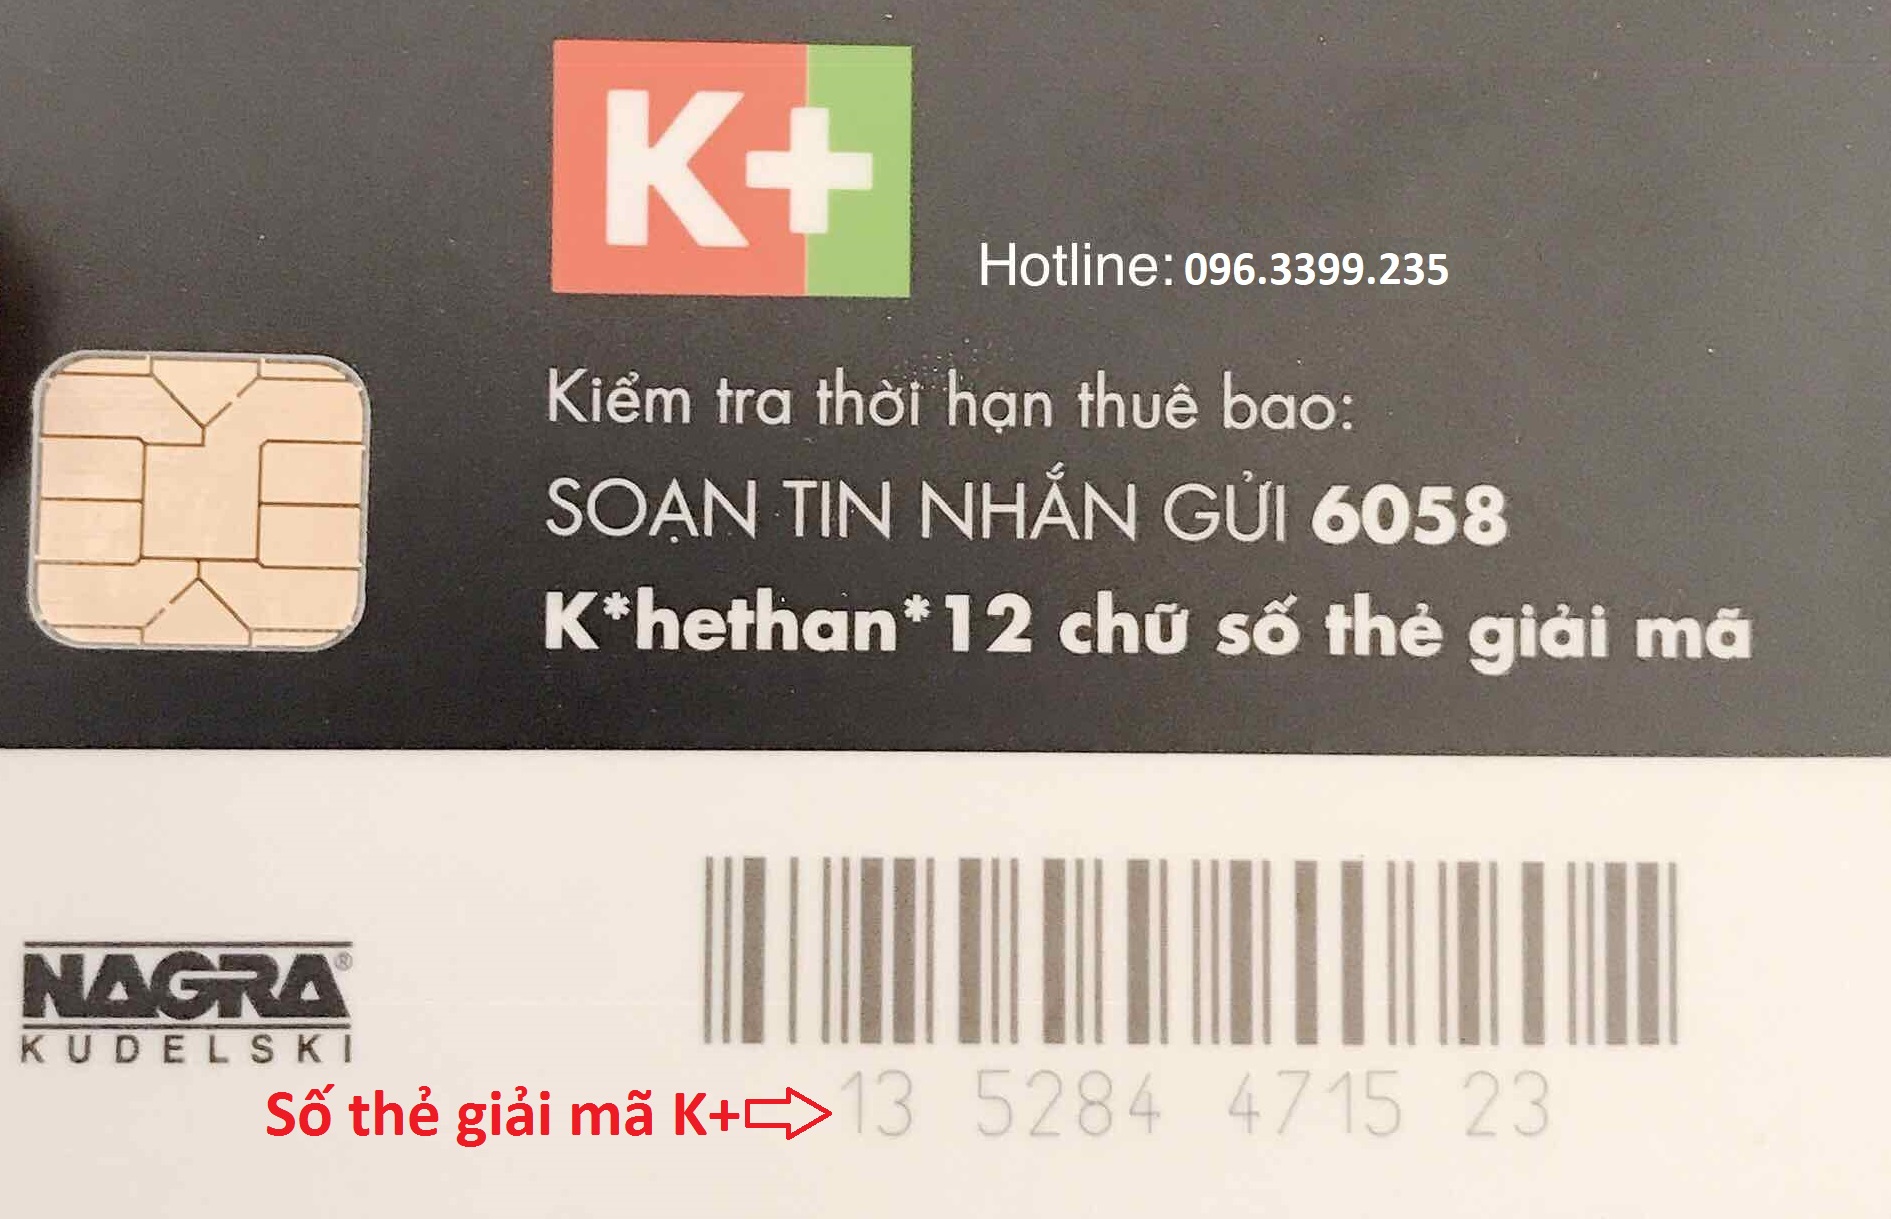 K+
Hotline: 096.3399.235
Kiểm tra thời hạn thuê bao:
SOẠN TIN NHẮN GỬI 6058
K*hethan*12 chữ số thẻ giải mã
NAGRA®
KUDELSKI
Số thẻ giải mã K+
13 5284 4715 23